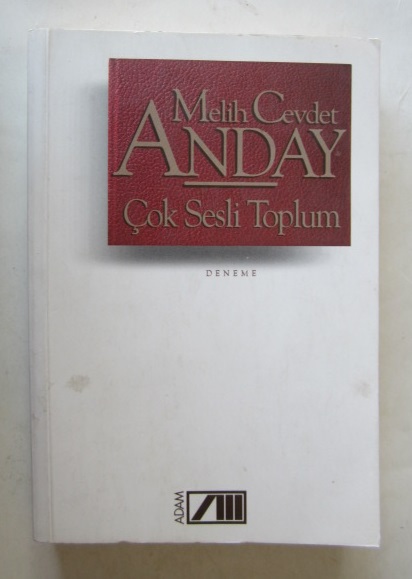 Melih Cevdet
ANDAY
Çok Sesli Toplum
DENEME
ADAM